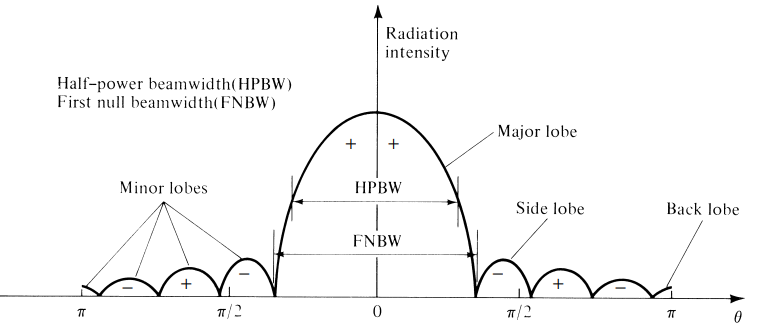 Radiation
intensity
Half-power beamwidth(HPBW)
First null beamwidth(FNBW)
+ +
Major lobe
Minor lobes
HPBW
Side lobe
Back lobe
FNBW
− + − − + −
π π/2 0 π/2 π θ